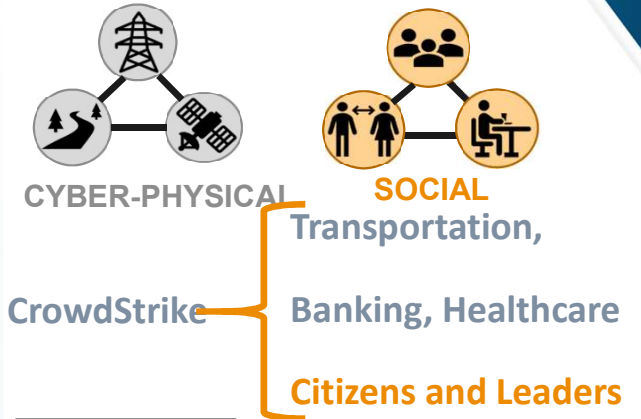 CYBER-PHYSICAL
SOCIAL
Transportation,
CrowdStrike
Banking, Healthcare
Citizens and Leaders